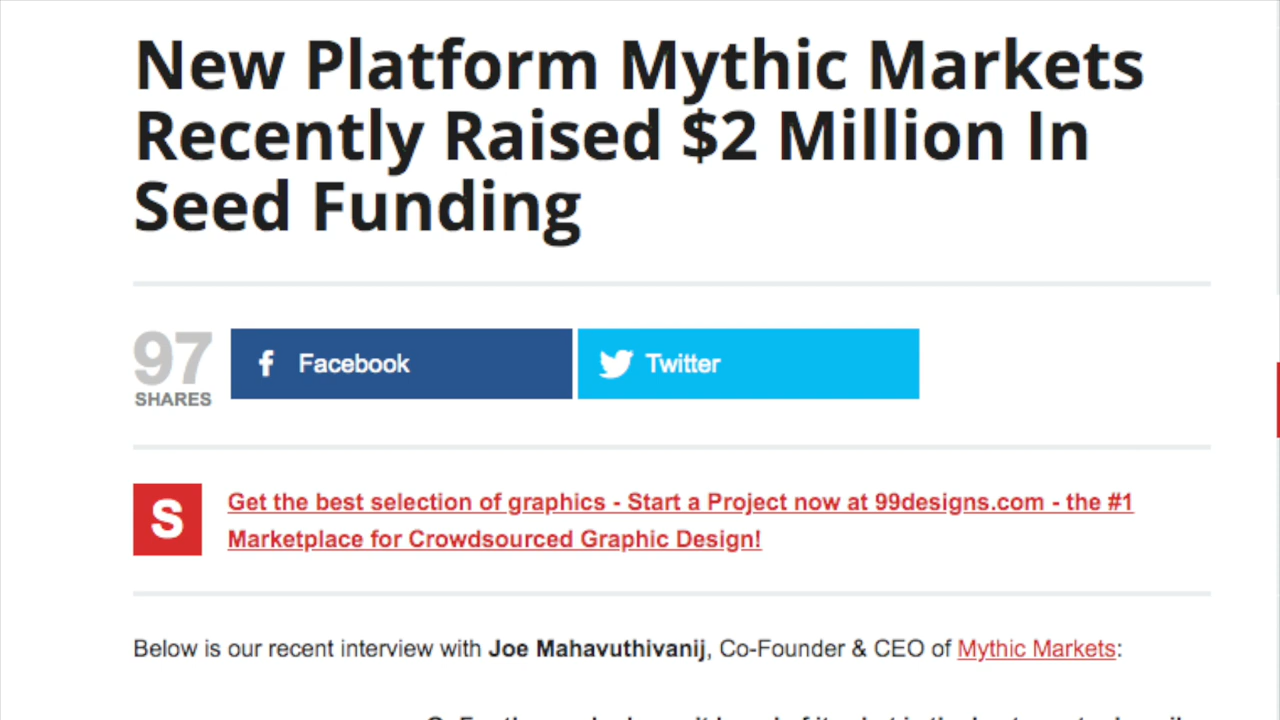 New Platform Mythic Markets
Recently Raised $2 Million In
Seed Funding
97
SHARES
Facebook
Twitter
S
Get the best selection of graphics - Start a Project now at 99designs.com - the #1
Marketplace for Crowdsourced Graphic Design!
Below is our recent interview with Joe Mahavuthivanij, Co-Founder & CEO of Mythic Markets: